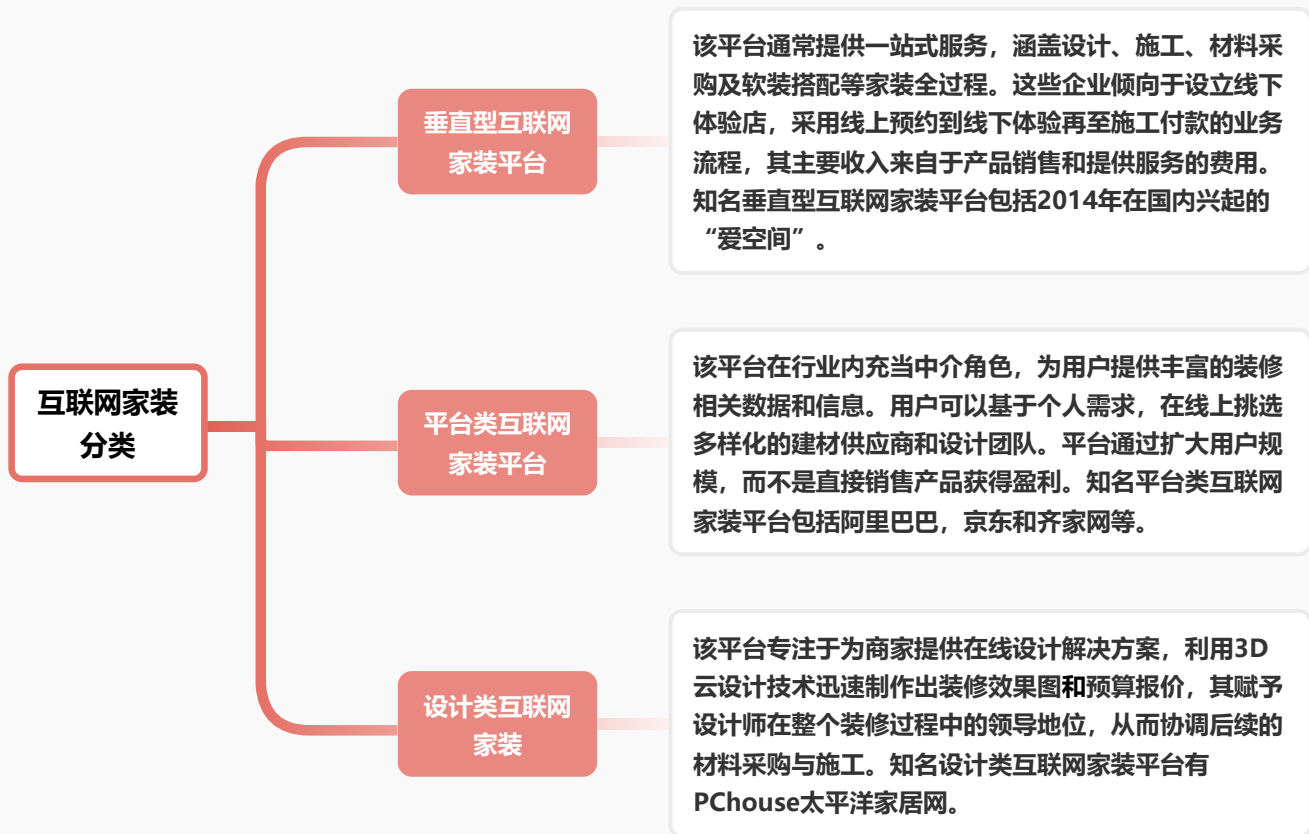 互联网家装
分类
垂直型互联网
家装平台
该平台通常提供一站式服务，涵盖设计、施工、材料采
购及软装搭配等家装全过程。这些企业倾向于设立线下
体验店，采用线上预约到线下体验再至施工付款的业务
流程，其主要收入来自于产品销售和提供服务的费用。
知名垂直型互联网家装平台包括2014年在国内兴起的
“爱空间”。
平台类互联网
家装平台
该平台在行业内充当中介角色，为用户提供丰富的装修
相关数据和信息。用户可以基于个人需求，在线上挑选
多样化的建材供应商和设计团队。平台通过扩大用户规
模，而不是直接销售产品获得盈利。知名平台类互联网
家装平台包括阿里巴巴，京东和齐家网等。
设计类互联网
家装
该平台专注于为商家提供在线设计解决方案，利用3D
云设计技术迅速制作出装修效果图和预算报价，其赋予
设计师在整个装修过程中的领导地位，从而协调后续的
材料采购与施工。知名设计类互联网家装平台有
PChouse太平洋家居网。